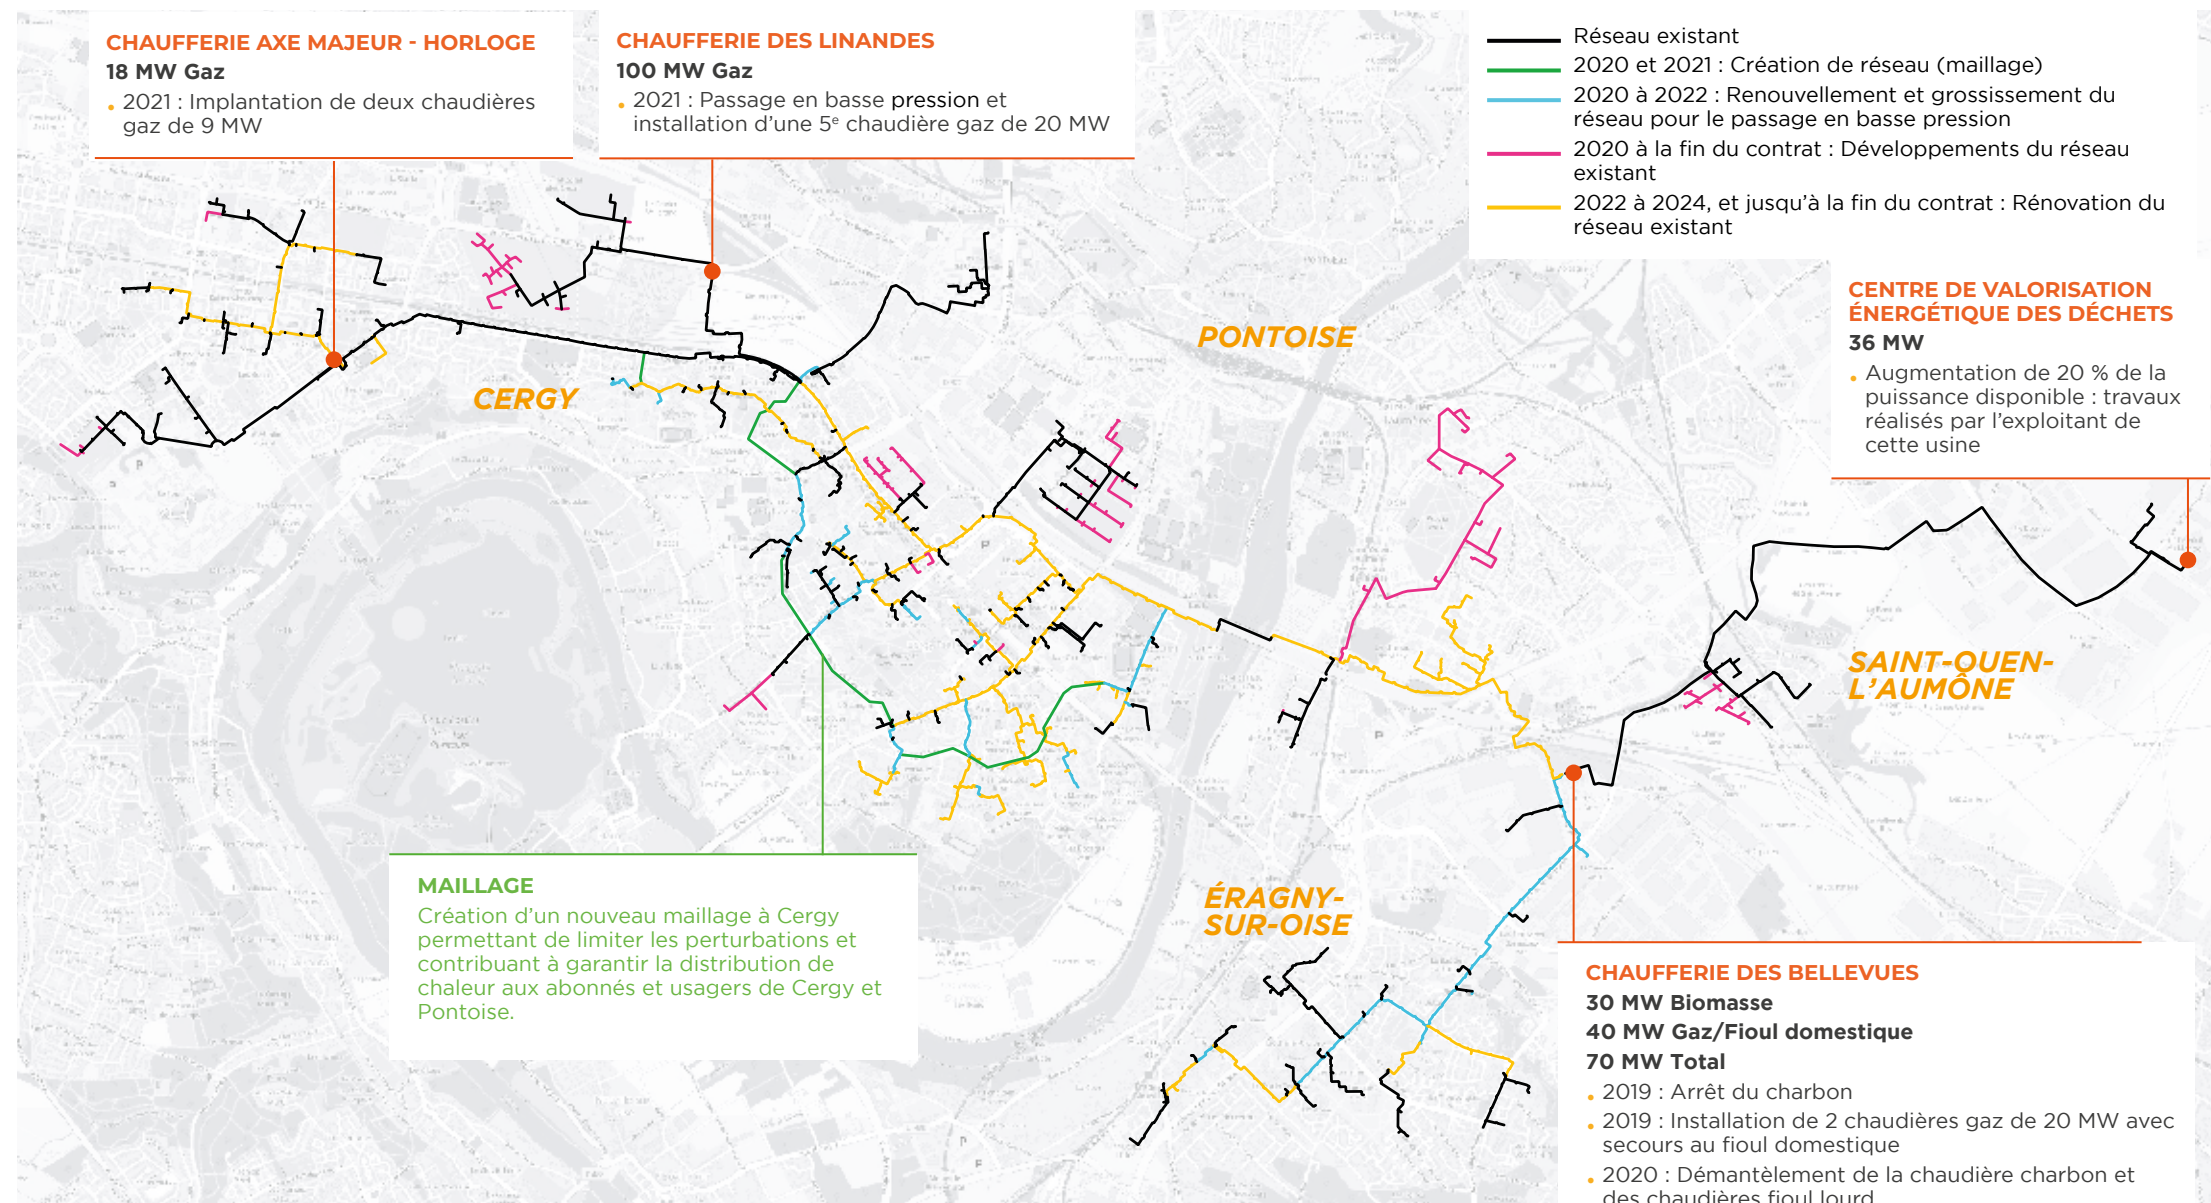 CHAUFFERIE AXE MAJEUR - HORLOGE
18 MW Gaz
• 2021 : Implantation de deux chaudières
gaz de 9 MW
CHAUFFERIE DES LINANDES
100 MW Gaz
• 2021 : Passage en basse pression et
installation d'une 5e chaudière gaz de 20 MW
Réseau existant
2020 et 2021 : Création de réseau (maillage)
2020 à 2022 : Renouvellement et grossissement du
réseau pour le passage en basse pression
2020 à la fin du contrat : Développements du réseau
existant
2022 à 2024, et jusqu'à la fin du contrat : Rénovation du
réseau existant
CENTRE DE VALORISATION
ÉNERGÉTIQUE DES DÉCHETS
36 MW
• Augmentation de 20 % de la
puissance disponible : travaux
réalisés par l'exploitant de
cette usine
PONTOISE
CERGY
SAINT-OUEN-
L'AUMÔNE
MAILLAGE
Création d'un nouveau maillage à Cergy
permettant de limiter les perturbations et
contribuant à garantir la distribution de
chaleur aux abonnés et usagers de Cergy et
Pontoise.
ÉRAGNY-
SUR-OISE
CHAUFFERIE DES BELLEVUES
30 MW Biomasse
40 MW Gaz/Fioul domestique
70 MW Total
• 2019 : Arrêt du charbon
• 2019 : Installation de 2 chaudières gaz de 20 MW avec
secours au fioul domestique
• 2020 : Démantèlement de la chaudière charbon et
des chaudières fioul lourd